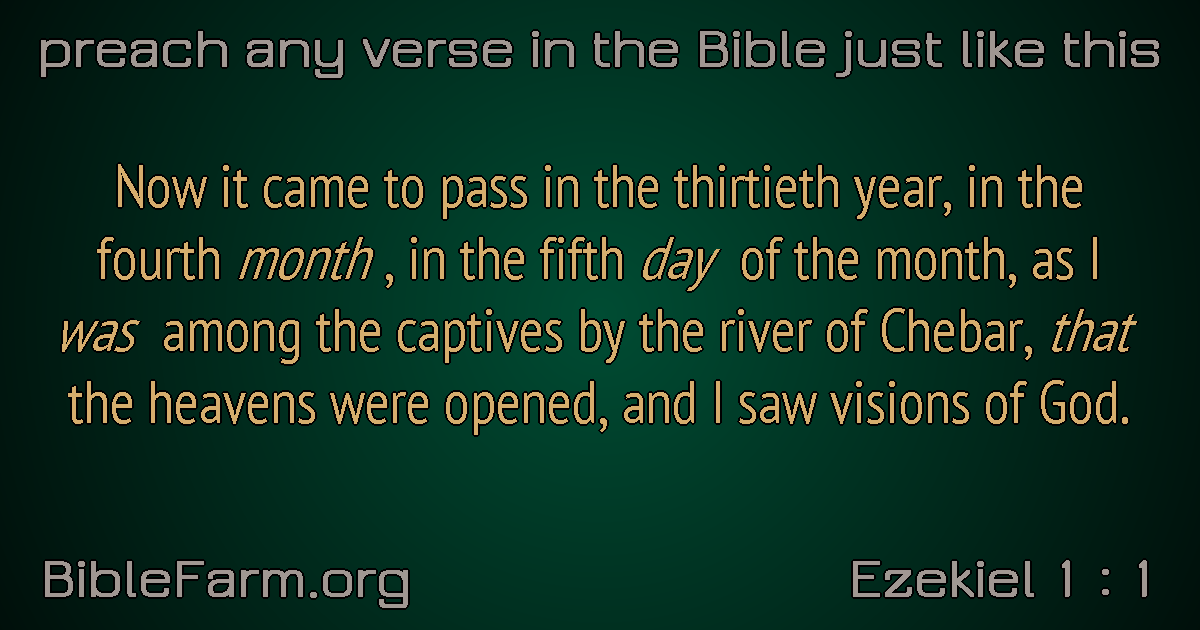 preach any verse in the Bible just like this
Now it came to pass in the thirtieth year, in the
fourth month , in the fifth day of the month, as I
was among the captives by the river of Chebar, that
the heavens were opened, and I saw visions of God.
BibleFarm.org
Ezekiel 1 : 1